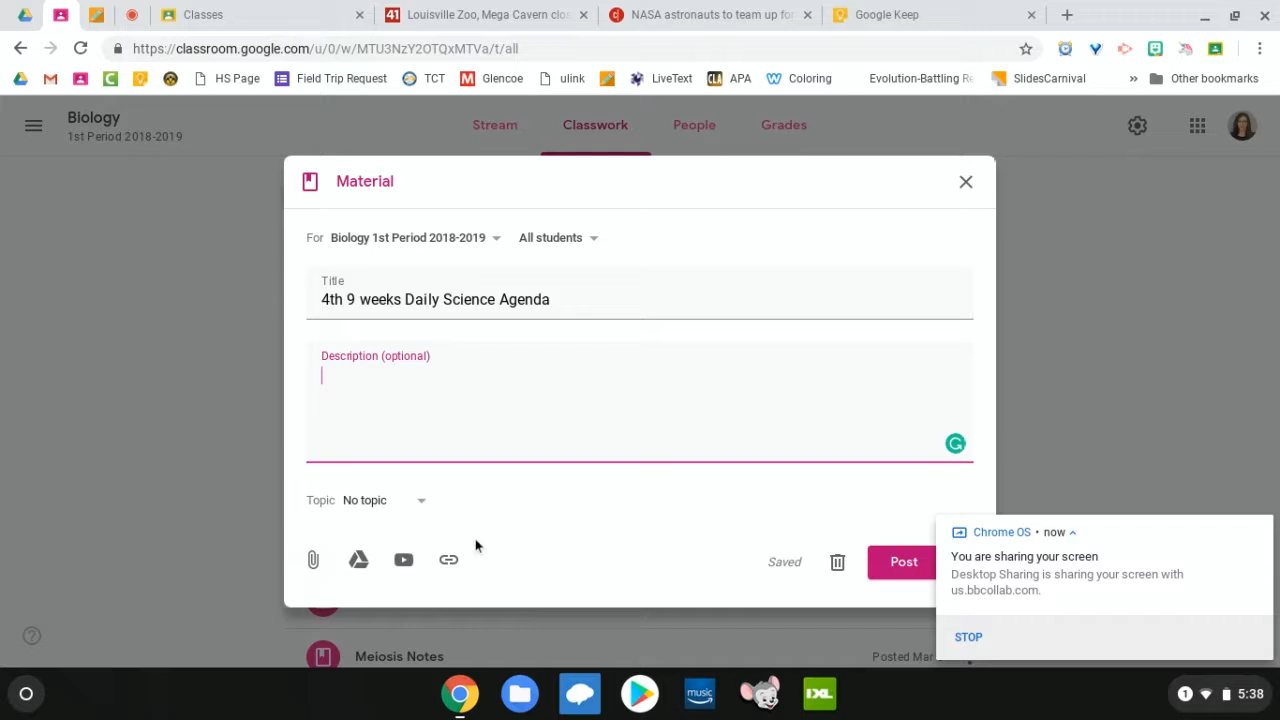 Classes
41 Louisville Zoo, Mega Cavern clos
NASA astronauts to team up for
Google Keep
https://classroom.google.com/u/0/w/MTU3NzY2OTQxMTVa/t/all
HS Page
Field Trip Request
TCT
Glencoe
ulink
LiveText
CLA APA
Coloring
Evolution-Battling Re
SlidesCarnival
»
Other bookmarks
Biology
1st Period 2018-2019
Stream
Classwork
People
Grades
Material
For Biology 1st Period 2018-2019
All students
Title
4th 9 weeks Daily Science Agenda
Description (optional)
Topic No topic
Saved
Post
Chrome OS • now
You are sharing your screen
Desktop Sharing is sharing your screen with
us.bbcollab.com.
STOP
Meiosis Notes
Posted Mar
music
IXL
1
5:38